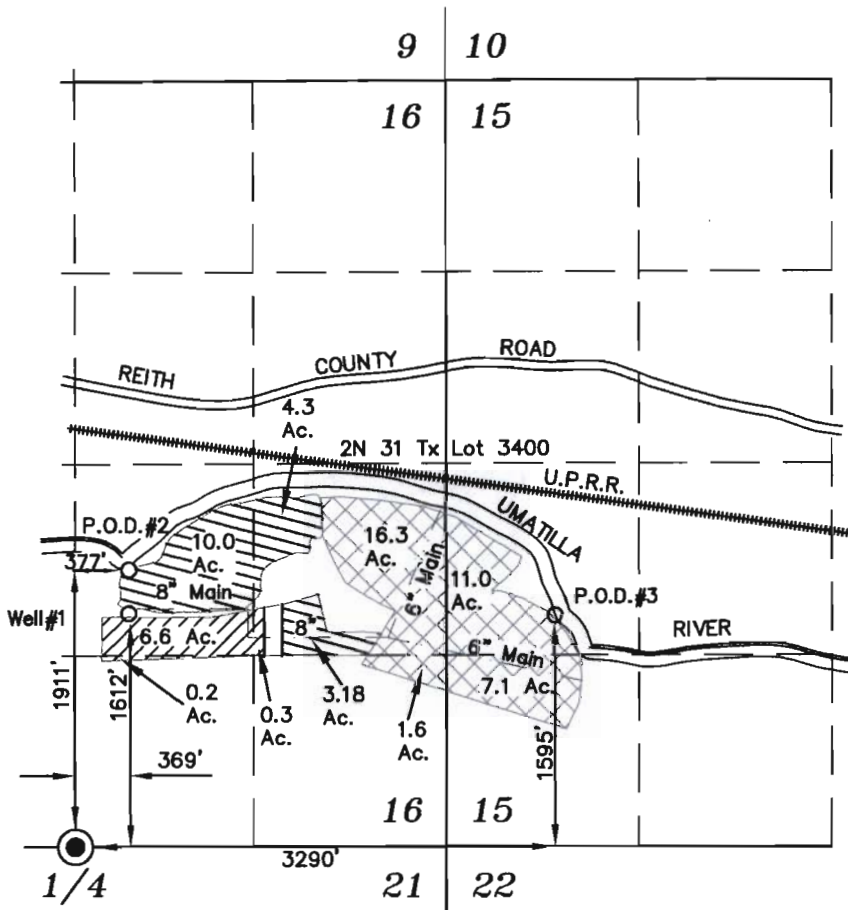 9 10
16 15
REITH COUNTY ROAD
4.3
Ac.
2N 31 Tx Lot 3400
U.P.R.R.
P.O.D.#2
UMATILLA
377'
10.0
Ac.
16.3
Ac.
8" Main
6" Main
11.0
Ac.
P.O.D.#3
Well#1
6.6 Ac.
8"
RIVER
6" Main
7.1 Ac.
1911'
1612'
0.2
Ac.
0.3
Ac.
3.18
Ac.
1.6
Ac.
1595'
369'
16 15
3290'
1/4
21 22